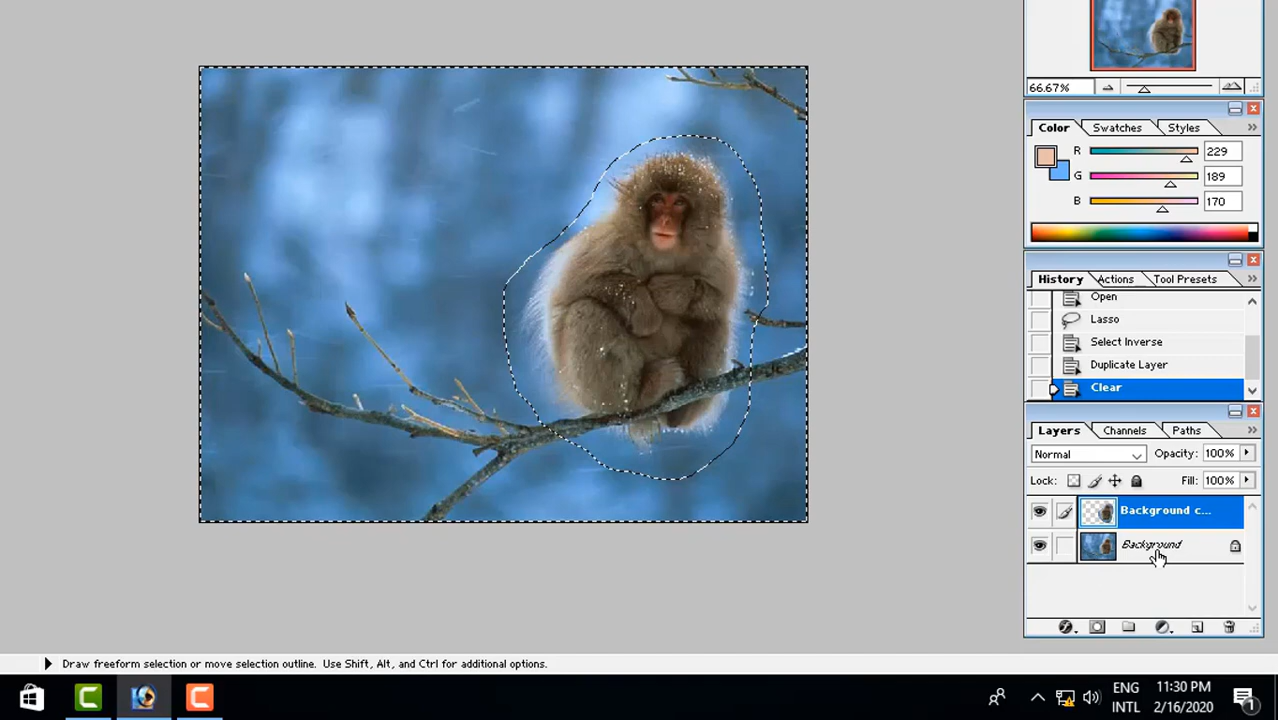 66.67%
Color Swatches Styles
R 229
G 189
B 170
History Actions Tool Presets
Open
Lasso
Select Inverse
Duplicate Layer
Clear
Layers Channels Paths
Normal Opacity: 100%
Lock: Fill: 100%
Background c...
Background
Draw freeform selection or move selection outline. Use Shift, Alt, and Ctrl for additional options.
ENG 11:30 PM
INTL 2/16/2020 1